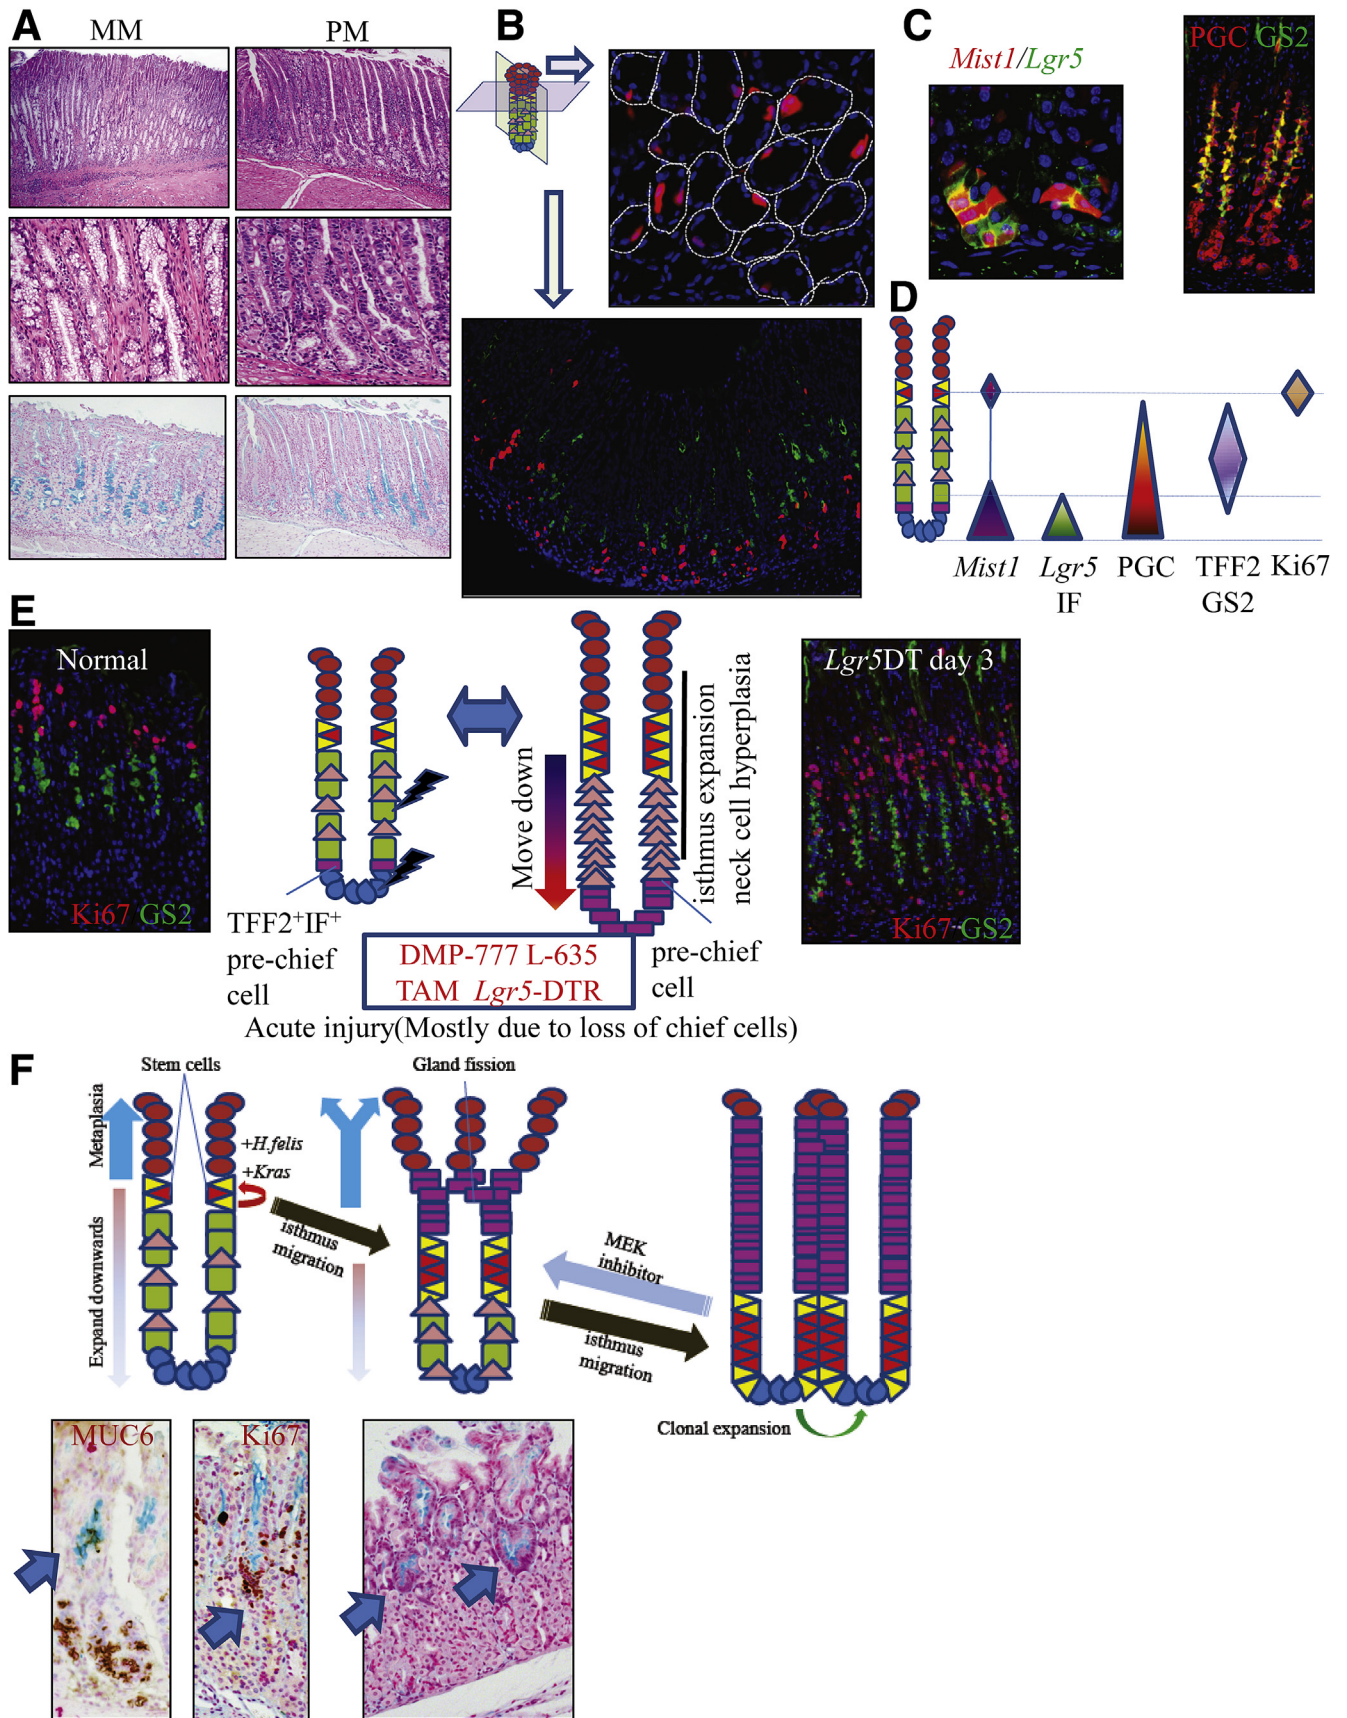 A
MM
PM
B
C
Mist1/Lgr5
PGC GS2
D
Mist1
Lgr5
IF
PGC
TFF2
GS2
Ki67
E
Normal
Ki67 GS2
TFF2+IF+
pre-chief
cell
Move down
isthmus expansion
neck cell hyperplasia
pre-chief
cell
DMP-777 L-635
TAM Lgr5-DTR
Acute injury(Mostly due to loss of chief cells)
Lgr5DT day 3
Ki67 GS2
F
Stem cells
Gland fission
Metaplasia
Expand downwards
+H.felis
+Kras
isthmus
migration
MEK
inhibitor
isthmus
migration
Clonal expansion
MUC6
Ki67